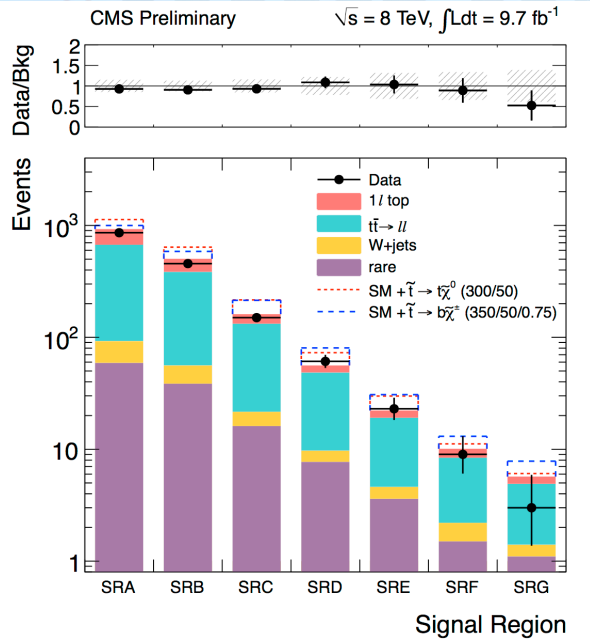 CMS Preliminary √s = 8 TeV, ∫Ldt = 9.7 fb⁻¹
Data/Bkg
2
1.5
1
0.5
0
Events
10³
10²
10
1
Data
1l top
tt̄→ ll
W+jets
rare
SM + t̃→ tχ̃⁰ (300/50)
SM + t̃→ bχ̃± (350/50/0.75)
SRA SRB SRC SRD SRE SRF SRG
Signal Region